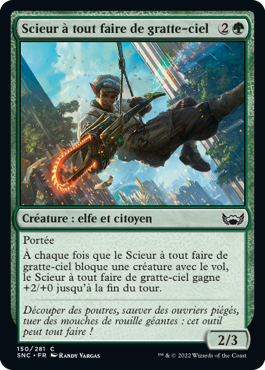 Scieur à tout faire de gratte-ciel 2
Créature : elfe et citoyen
Portée
À chaque fois que le Scieur à tout faire de
gratte-ciel bloque une créature avec le vol,
le Scieur à tout faire de gratte-ciel gagne
+2/+0 jusqu'à la fin du tour.
Découper des poutres, sauver des ouvriers piégés,
tuer des mouches de rouille géantes : cet outil
peut tout faire !
2/3
150/281 C
SNC • FR Randy Vargas
™ & © 2022 Wizards of the Coast